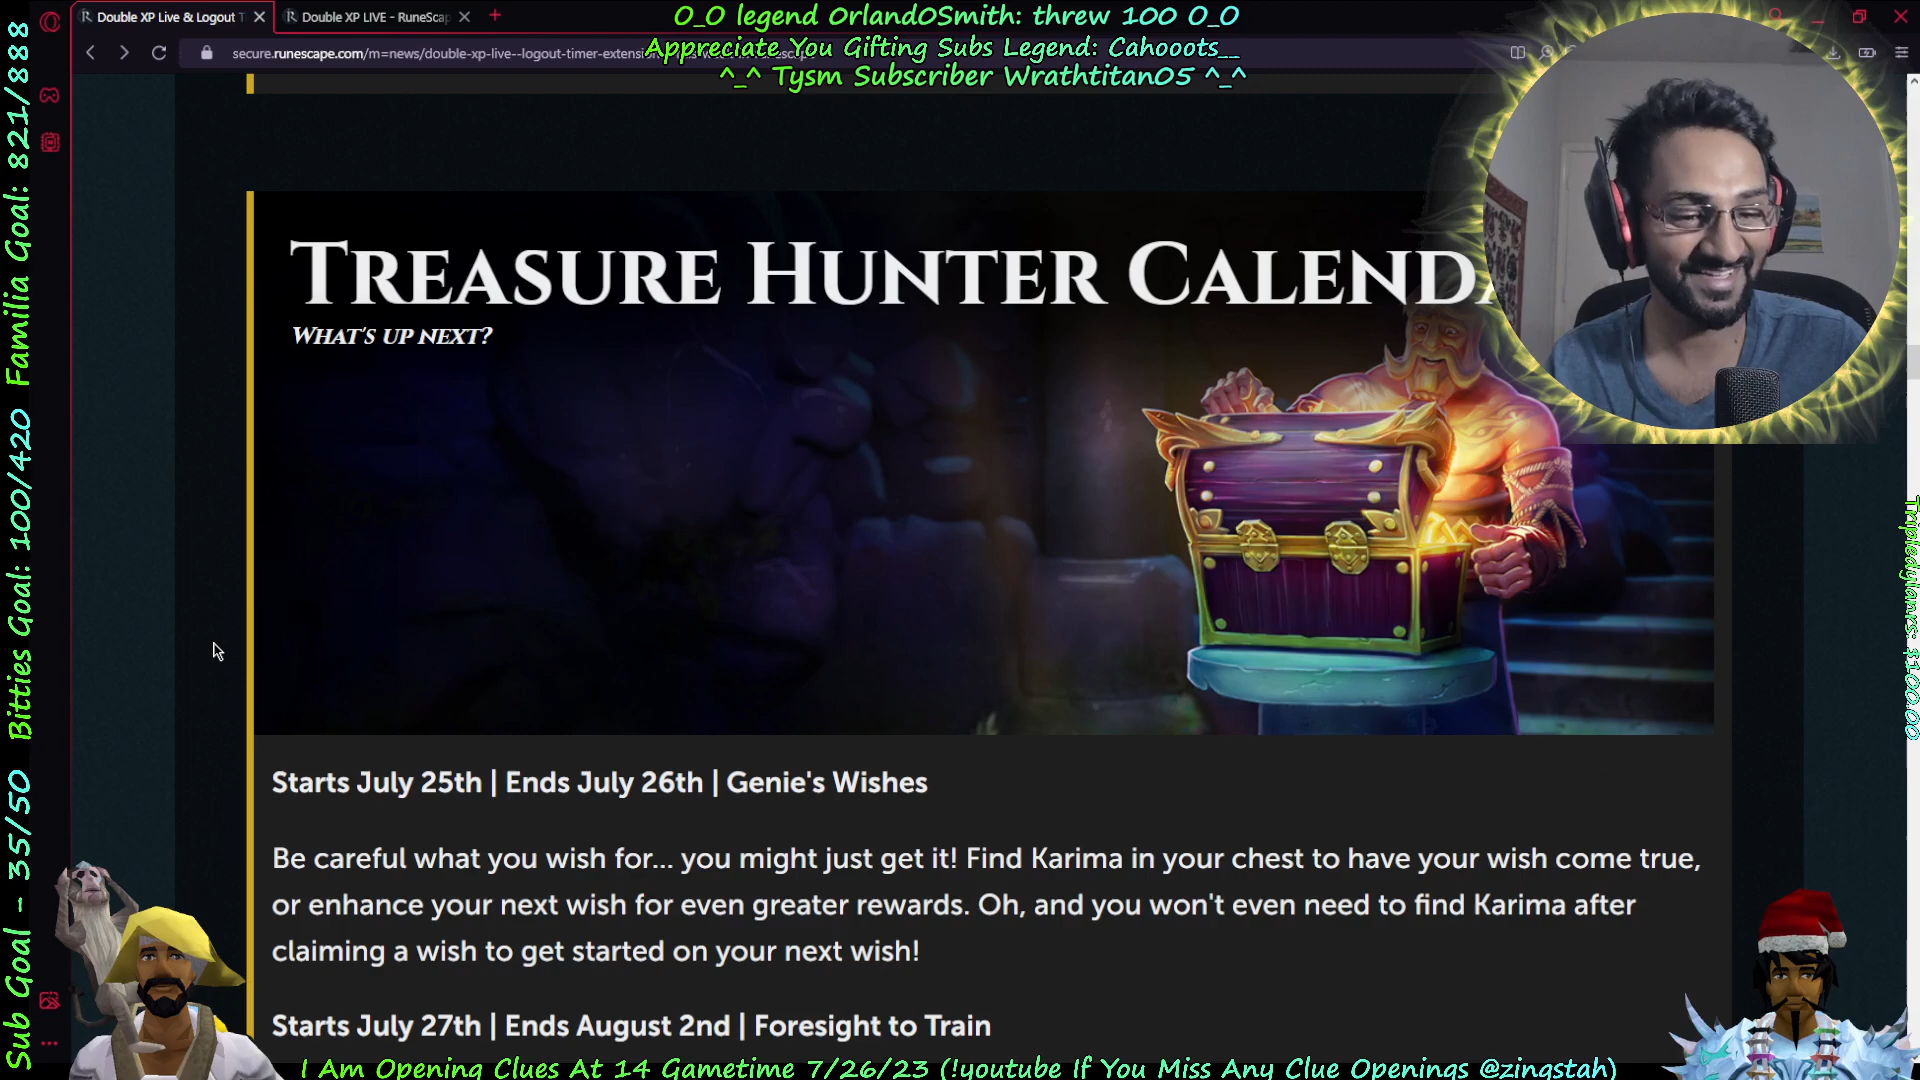 Double XP Live & Logout T
Double XP LIVE - RuneScap
secure.runescape.com/m=news/double-xp-live--logout-timer-extensi
O_O legend OrlandOSmith: threw 100 O_O
Appreciate You Gifting Subs Legend: Cahooots__
^_^ Tysm Subscriber Wrathtitan05 ^_^
Sub Goal - 35/50 Bitties Goal: 100/420 Familia Goal: 821/888
TREASURE HUNTER CALENDA
WHAT'S UP NEXT?
Starts July 25th | Ends July 26th | Genie's Wishes
Be careful what you wish for... you might just get it! Find Karima in your chest to have your wish come true,
or enhance your next wish for even greater rewards. Oh, and you won't even need to find Karima after
claiming a wish to get started on your next wish!
Starts July 27th | Ends August 2nd | Foresight to Train
I Am Opening Clues At 14 Gametime 7/26/23 (!youtube If You Miss Any Clue Openings @zingstah)